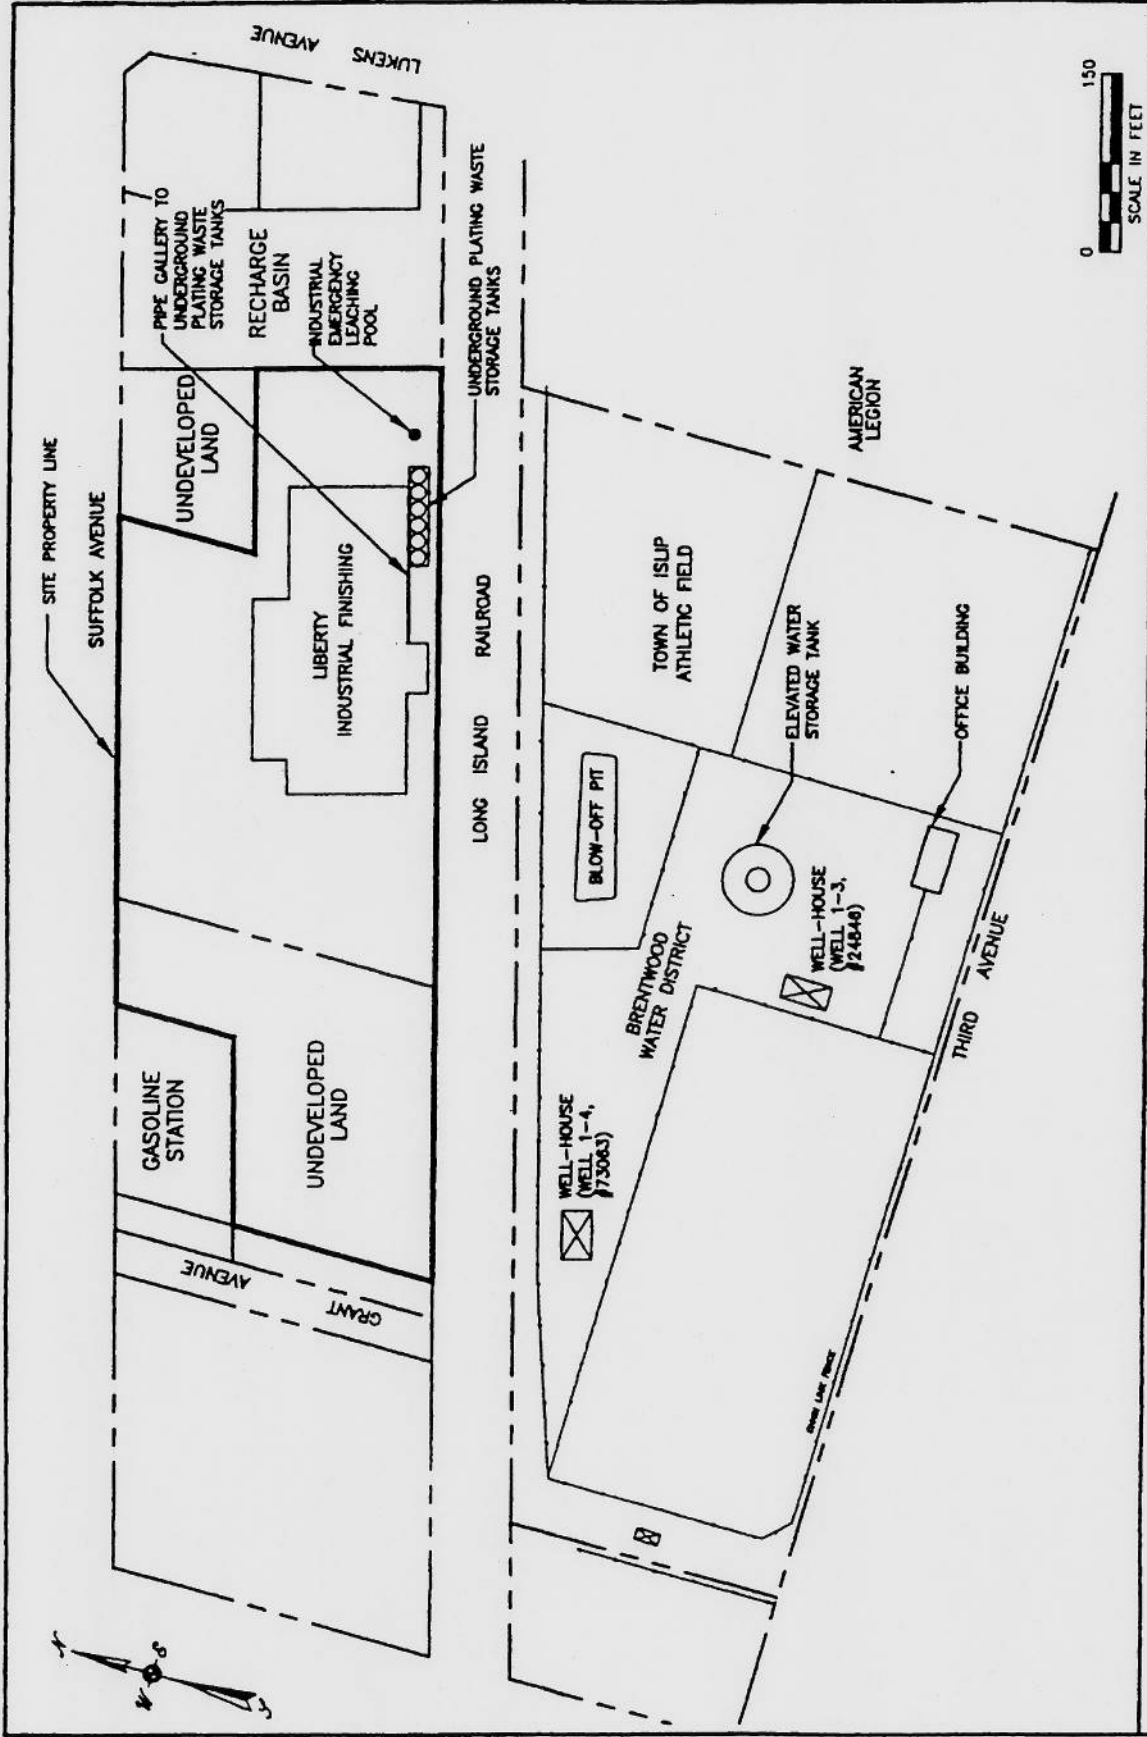 LUKENS
AVENUE
SITE PROPERTY LINE
SUFFOLK AVENUE
PIPE GALLERY TO
UNDERGROUND
PLATING WASTE
STORAGE TANKS
UNDEVELOPED
LAND
RECHARGE
BASIN
INDUSTRIAL
EMERGENCY
LEACHING
POOL
UNDERGROUND PLATING WASTE
STORAGE TANKS
LIBERTY
INDUSTRIAL FINISHING
GASOLINE
STATION
UNDEVELOPED
LAND
GRANT
AVENUE
LONG ISLAND RAILROAD
AMERICAN
LEGION
TOWN OF ISLIP
ATHLETIC FIELD
BLOW-OFF PIT
ELEVATED WATER
STORAGE TANK
OFFICE BUILDING
BRENTWOOD
WATER DISTRICT
WELL-HOUSE
(WELL 1-3,
#24848)
WELL-HOUSE
(WELL 1-4,
#73063)
THIRD AVENUE
CHAIN LINK FENCE
N
W
S
0 150
SCALE IN FEET